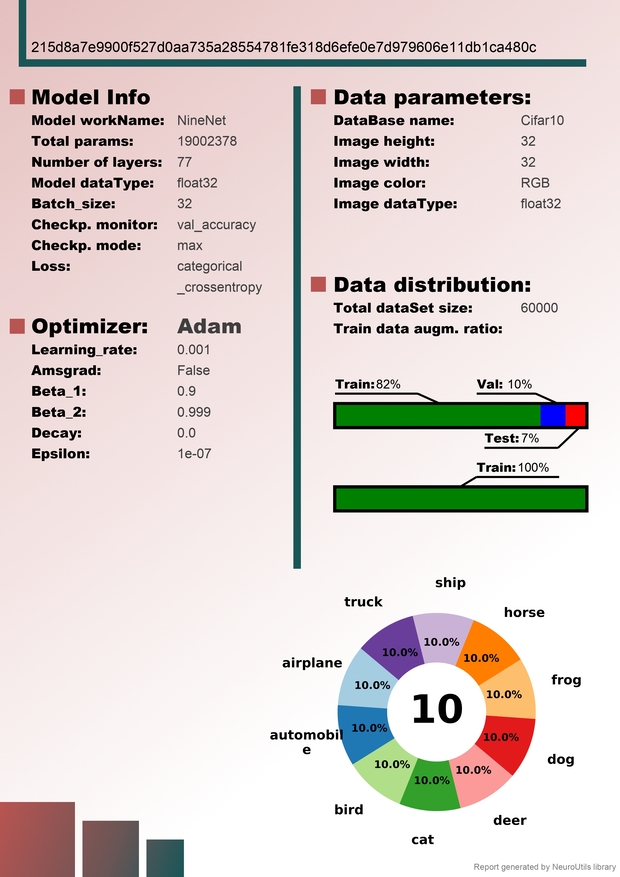 215d8a7e9900f527d0aa735a28554781fe318d6efe0e7d979606e11db1ca480c
Model Info
Model workName: NineNet
Total params: 19002378
Number of layers: 77
Model dataType: float32
Batch_size: 32
Checkp. monitor: val_accuracy
Checkp. mode: max
Loss: categorical
_crossentropy
Optimizer: Adam
Learning_rate: 0.001
Amsgrad: False
Beta_1: 0.9
Beta_2: 0.999
Decay: 0.0
Epsilon: 1e-07
Data parameters:
DataBase name: Cifar10
Image height: 32
Image width: 32
Image color: RGB
Image dataType: float32
Data distribution:
Total dataSet size: 60000
Train data augm. ratio:
Train: 82% Val: 10%
Test: 7%
Train: 100%
ship
truck
horse
10.0%
10.0%
10.0%
airplane
frog
10.0%
10.0%
10
automobil
e
10.0%
10.0%
dog
10.0%
10.0%
10.0%
bird
deer
cat
Report generated by NeuroUtils library